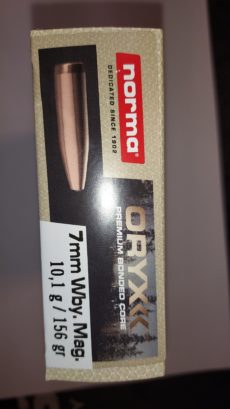 norma
DEDICATED SINCE 1902
ORYX
PREMIUM BONDED CORE
7mm Wby. Mag.
10,1 g / 156 gr